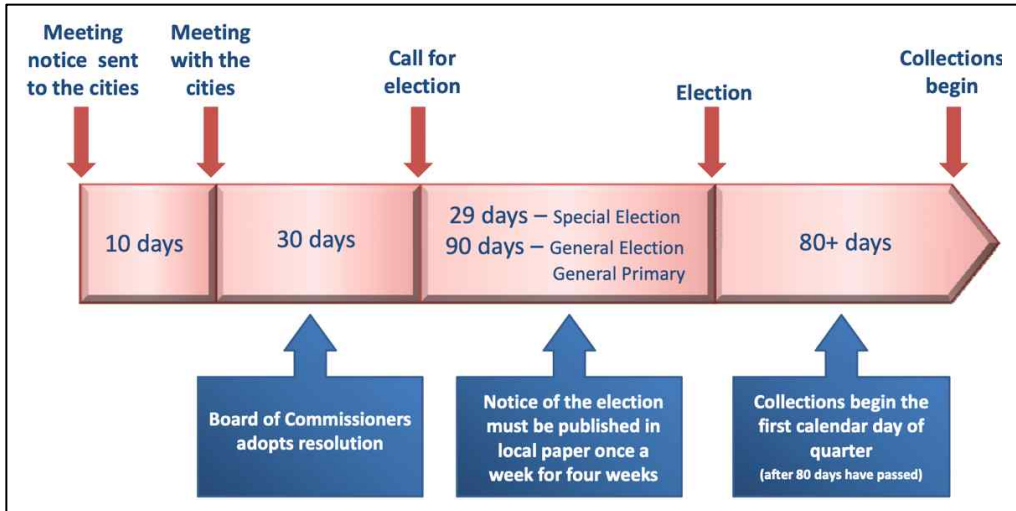 Meeting
notice sent
to the cities
Meeting
with the
cities
Call for
election
Election
Collections
begin
10 days
30 days
29 days – Special Election
90 days – General Election
General Primary
80+ days
Board of Commissioners
adopts resolution
Notice of the election
must be published in
local paper once a
week for four weeks
Collections begin the
first calendar day of
quarter
(after 80 days have passed)